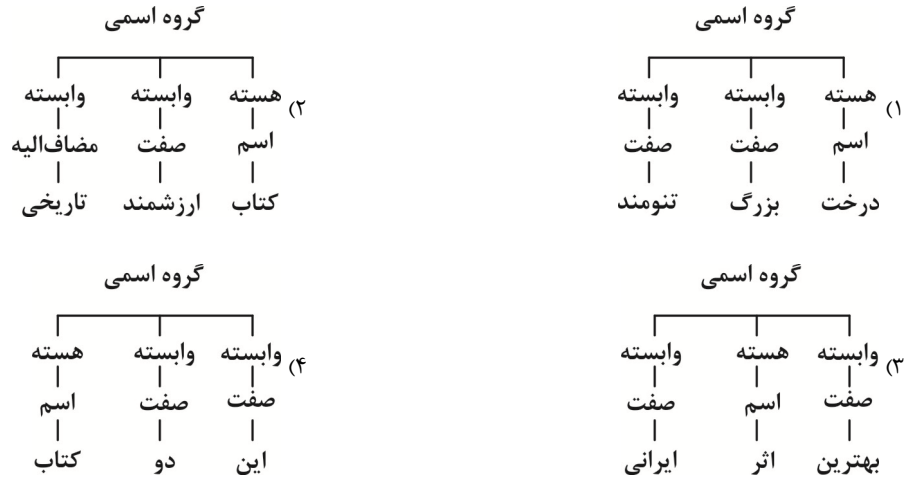 گروه اسمی
۱) هسته وابسته وابسته
اسم صفت صفت
درخت بزرگ تنومند
گروه اسمی
۲) هسته وابسته وابسته
اسم صفت مضاف‌الیه
کتاب ارزشمند تاریخی
گروه اسمی
۳) وابسته هسته وابسته
صفت اسم صفت
بهترین اثر ایرانی
گروه اسمی
۴) وابسته وابسته هسته
صفت صفت اسم
این دو کتاب